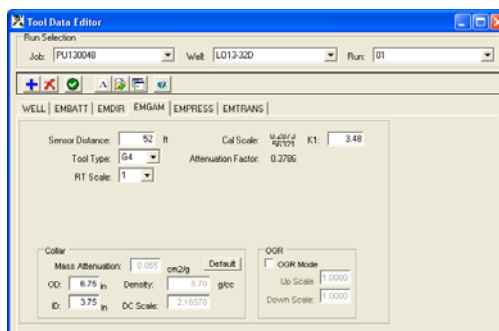 Tool Data Editor
Run Selection
Job: PU130048 Well: LO13-32D Run: 01
WELL EMBATT EMDIR EMGAM EMPRESS EMTRANS
Sensor Distance: 52 ft Cal Scale: K1: 3.48
Tool Type: G4 Attenuation Factor: 0.3786
RT Scale: 1
Collar OGR
Mass Attenuation: 0.055 cm2/g Default OGR Mode
Up Scale 1.0000
OD: 6.75 in Density: 5.70 g/cc
Down Scale: 1.0000
ID: 3.75 in DC Scale: 2.16578